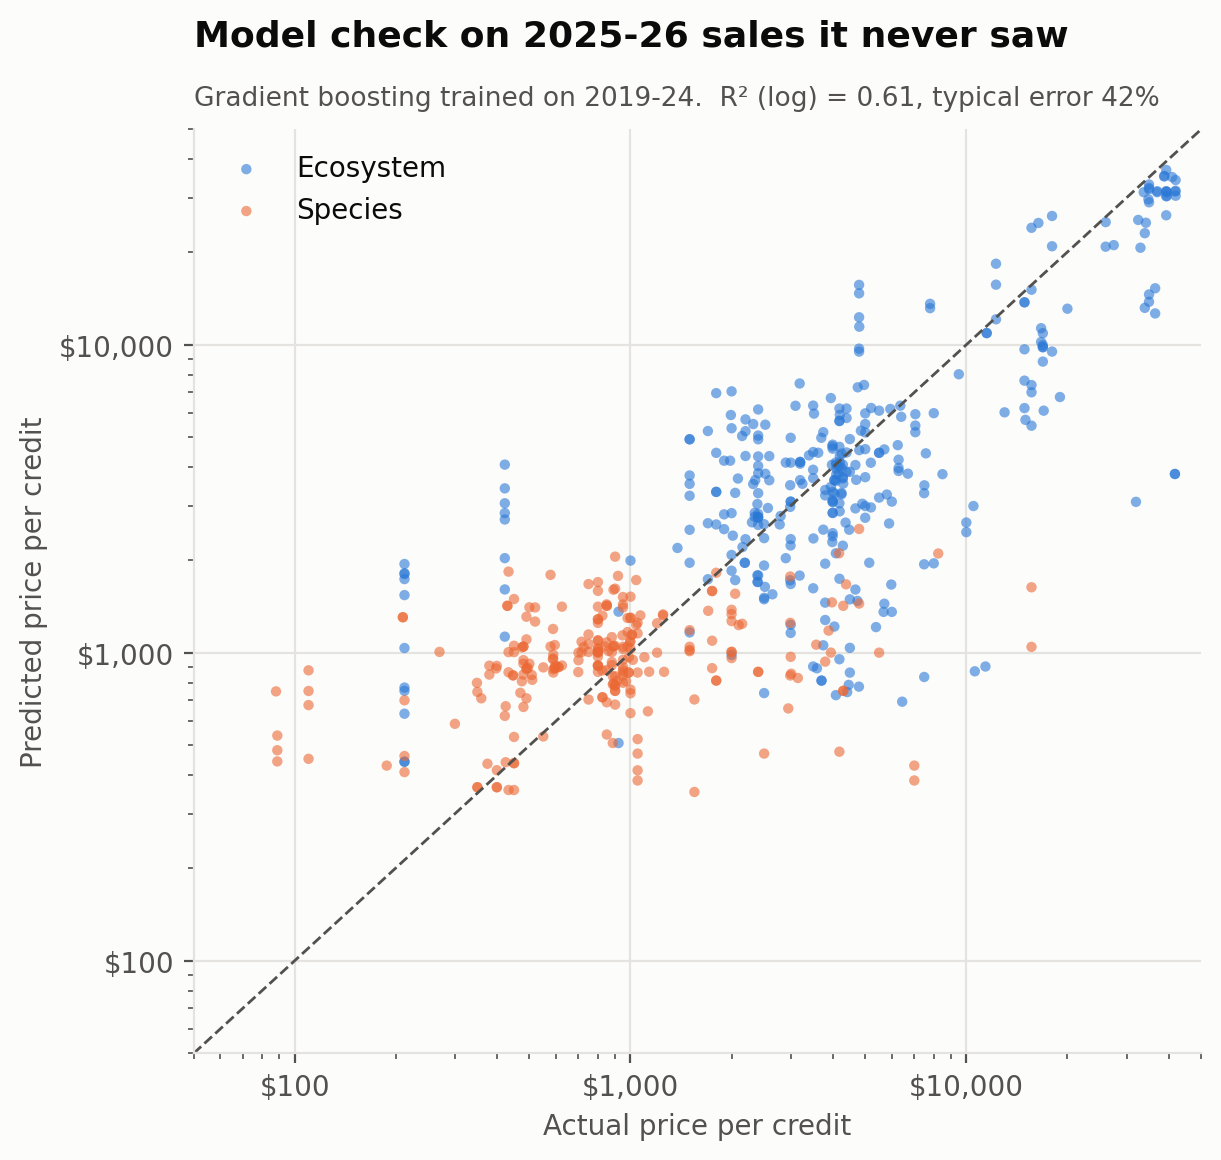 Model check on 2025-26 sales it never saw
Gradient boosting trained on 2019-24.  R² (log) = 0.61, typical error 42%
Ecosystem
Species
Predicted price per credit
$10,000
$1,000
$100
$100
$1,000
$10,000
Actual price per credit